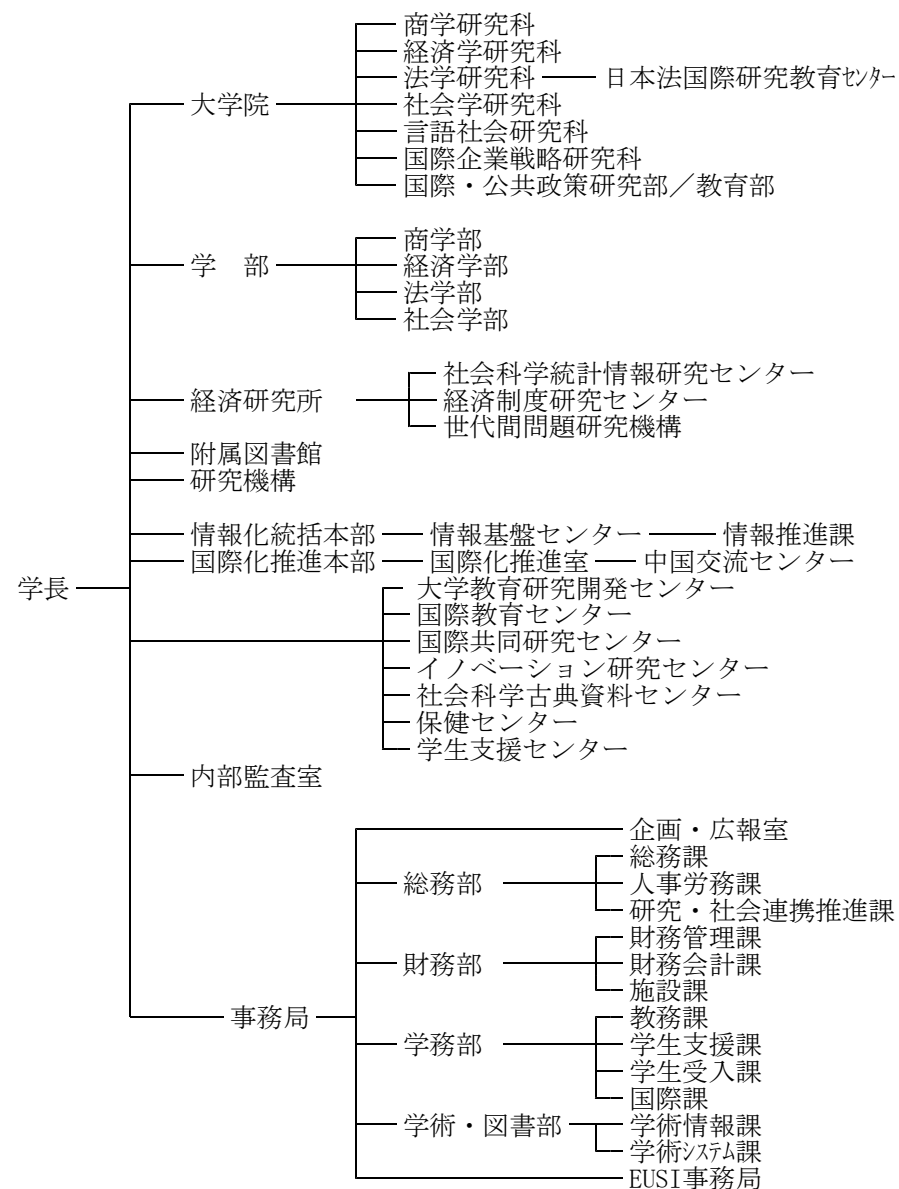 商学研究科
経済学研究科
法学研究科 日本法国際研究教育ｾﾝﾀｰ
大学院 社会学研究科
言語社会研究科
国際企業戦略研究科
国際・公共政策研究部／教育部
商学部
学　部 経済学部
法学部
社会学部
社会科学統計情報研究センター
経済研究所 経済制度研究センター
世代間問題研究機構
附属図書館
研究機構
情報化統括本部 情報基盤センター 情報推進課
国際化推進本部 国際化推進室 中国交流センター
学長 大学教育研究開発センター
国際教育センター
国際共同研究センター
イノベーション研究センター
社会科学古典資料センター
保健センター
学生支援センター
内部監査室
企画・広報室
総務課
総務部 人事労務課
研究・社会連携推進課
財務管理課
財務部 財務会計課
施設課
事務局 教務課
学務部 学生支援課
学生受入課
国際課
学術・図書部 学術情報課
学術ｼｽﾃﾑ課
EUSI事務局